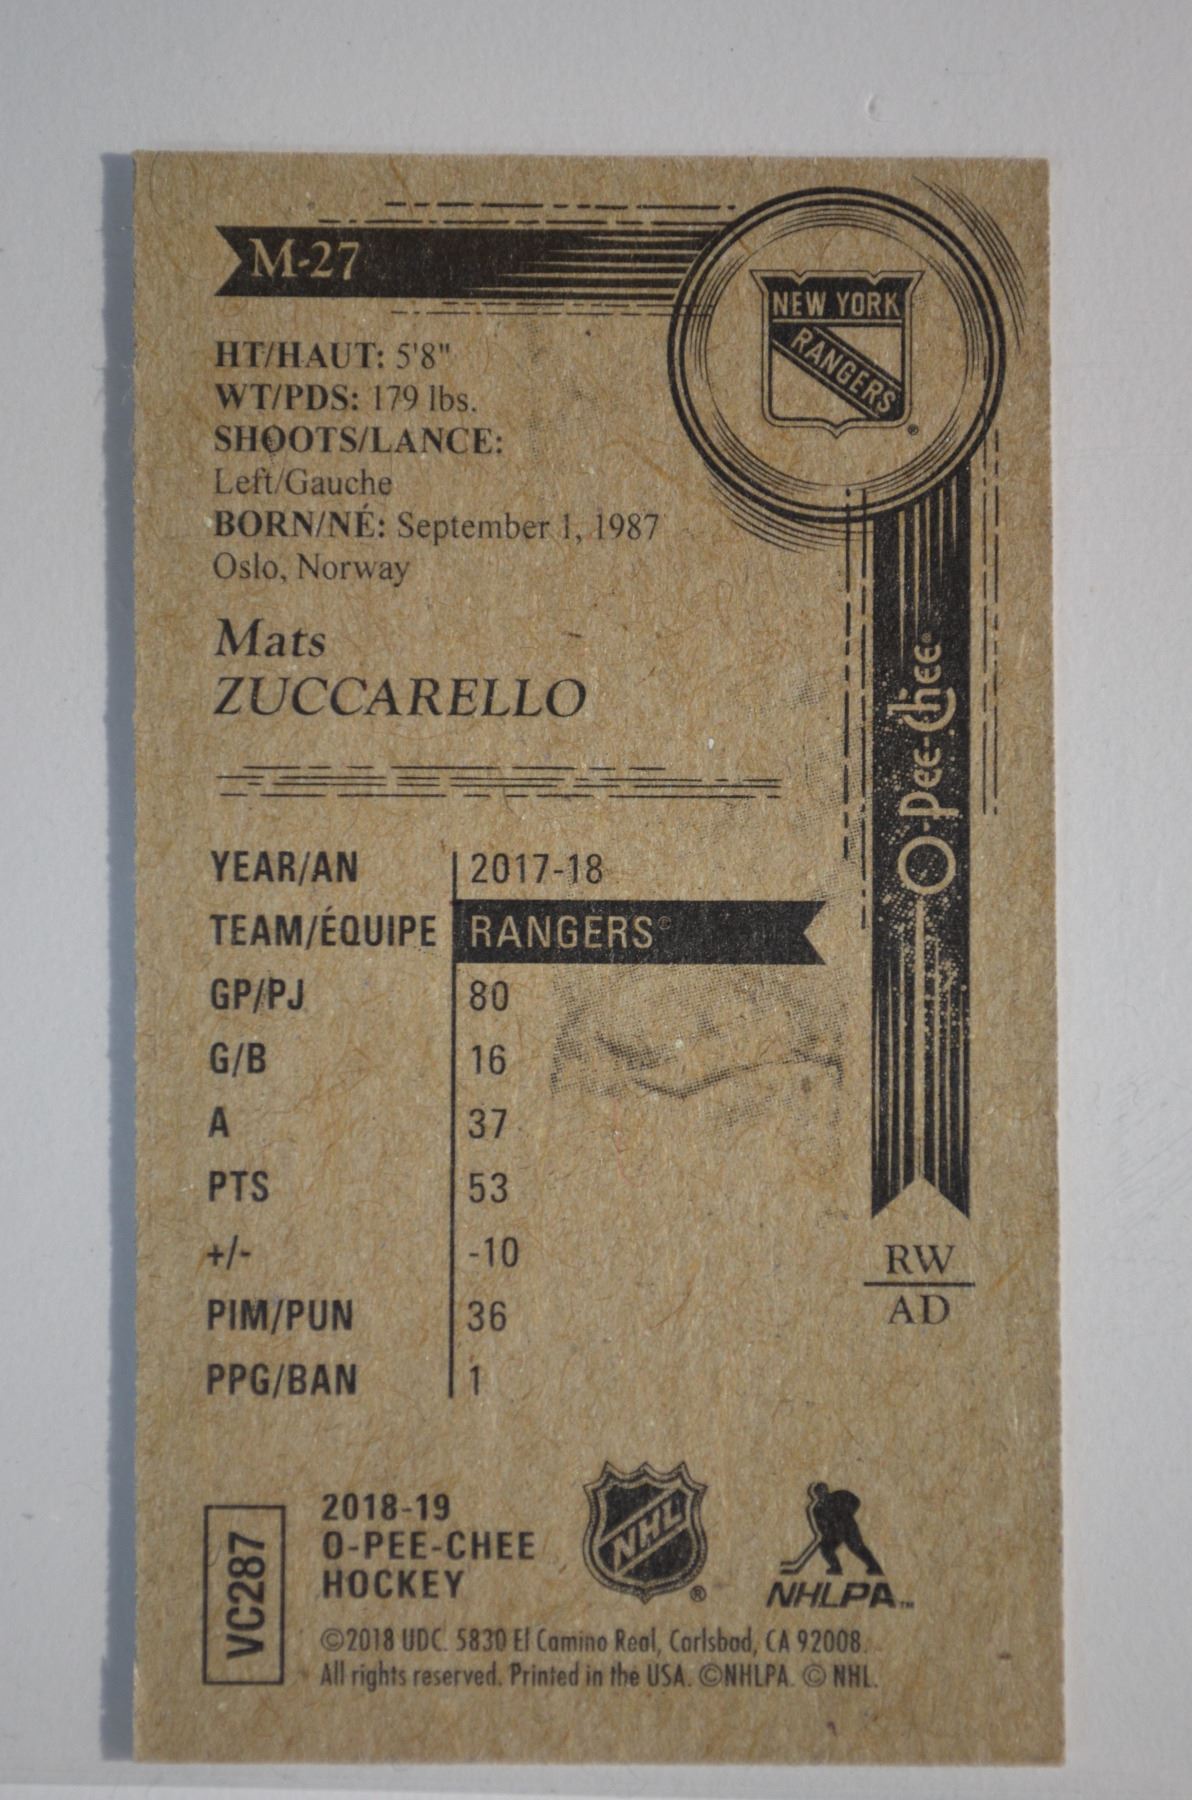 M-27
NEW YORK
RANGERS
®
HT/HAUT: 5'8"
WT/PDS: 179 lbs.
SHOOTS/LANCE:
Left/Gauche
BORN/NÉ: September 1, 1987
Oslo, Norway
Mats
ZUCCARELLO
O-Pee-Chee®
YEAR/AN 2017-18
TEAM/ÉQUIPE RANGERS®
GP/PJ 80
G/B 16
A 37
PTS 53
+/- -10
PIM/PUN 36
PPG/BAN 1
RW
AD
VC287
2018-19
O-PEE-CHEE
HOCKEY
NHL®
NHLPA™
©2018 UDC. 5830 El Camino Real, Carlsbad, CA 92008.
All rights reserved. Printed in the USA. ©NHLPA. © NHL.